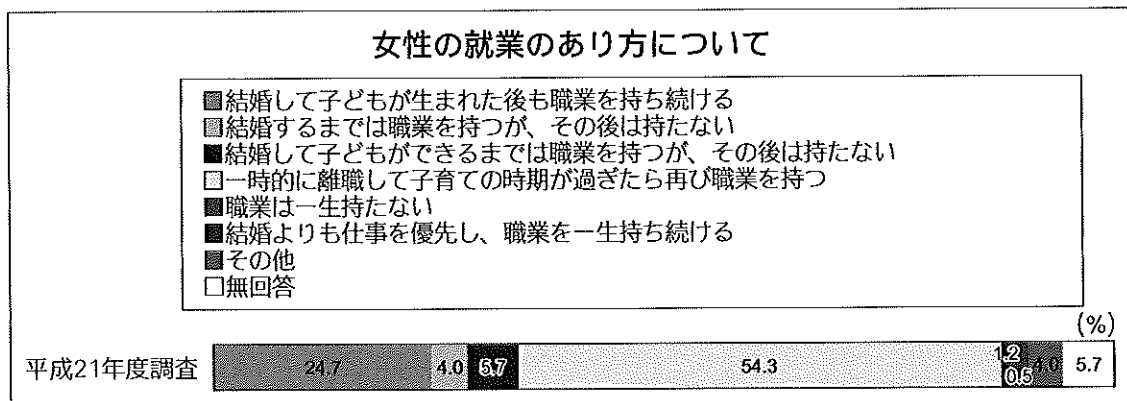 女性の就業のあり方について
■結婚して子どもが生まれた後も職業を持ち続ける
■結婚するまでは職業を持つが、その後は持たない
■結婚して子どもができるまでは職業を持つが、その後は持たない
□一時的に離職して子育ての時期が過ぎたら再び職業を持つ
■職業は一生持たない
■結婚よりも仕事を優先し、職業を一生持ち続ける
■その他
□無回答
(%)
平成21年度調査 24.7 4.0 5.7 54.3 1.2 0.5 4.0 5.7